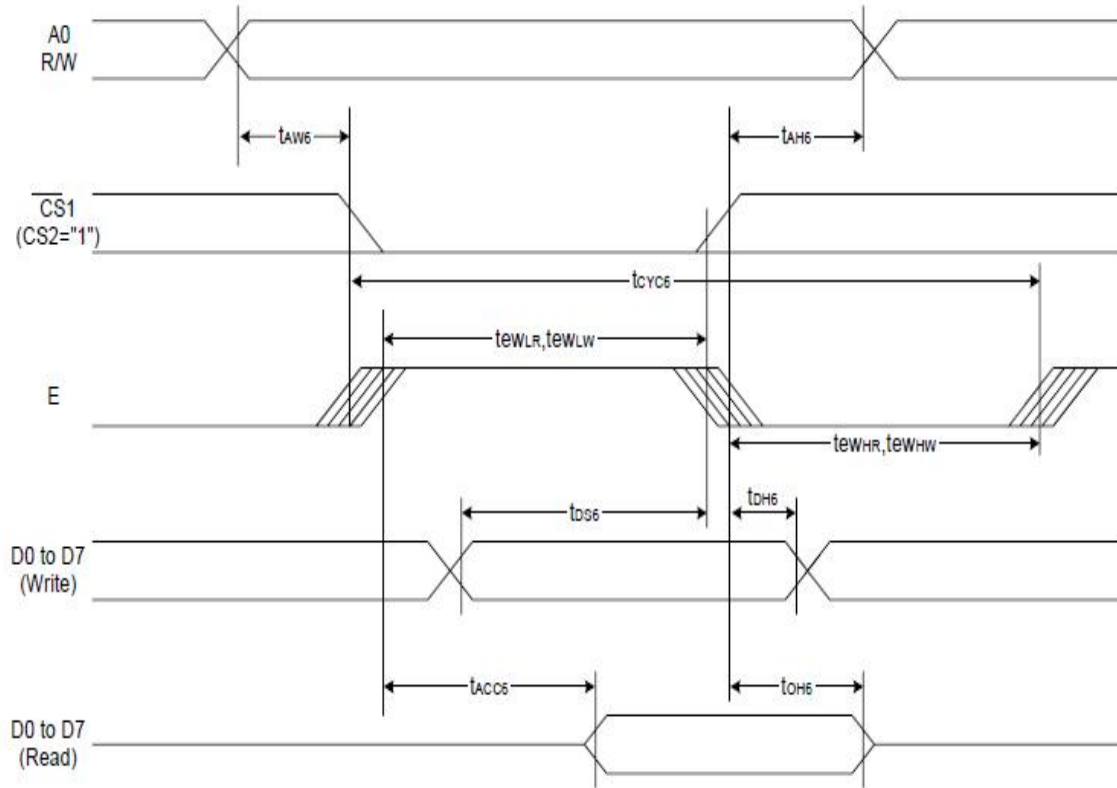 A0
R/W
tAW6
tAH6
CS1
(CS2="1")
tCYC6
tewLR,tewLW
E
tewHR,tewHW
tDS6
tDH6
D0 to D7
(Write)
tACC6
tOH6
D0 to D7
(Read)